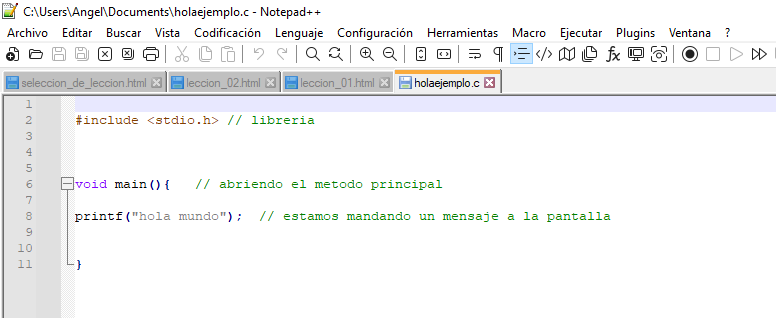 C:\Users\Angel\Documents\holaejemplo.c - Notepad++
Archivo Editar Buscar Vista Codificación Lenguaje Configuración Herramientas Macro Ejecutar Plugins Ventana ?
seleccion_de_leccion.html leccion_02.html leccion_01.html holaejemplo.c
1
2 #include <stdio.h> // libreria
3
4
5
6 void main(){ // abriendo el metodo principal
7
8 printf("hola mundo"); // estamos mandando un mensaje a la pantalla
9
10
11 }